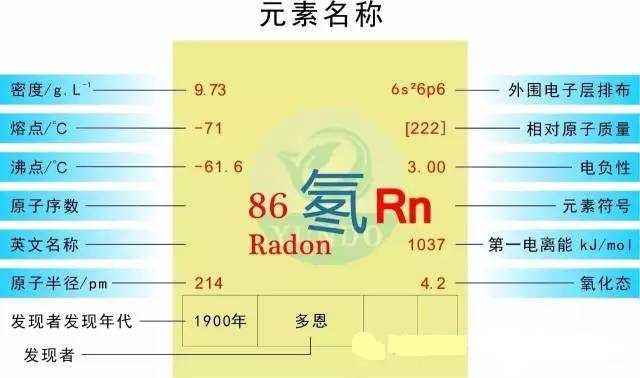 元素名称
密度/g.L⁻¹ 9.73 6s²6p6 外围电子层排布
熔点/℃ -71 [222] 相对原子质量
沸点/℃ -61.6 3.00 电负性
原子序数 86 氡 Rn 元素符号
英文名称 Radon 1037 第一电离能 kJ/mol
原子半径/pm 214 4.2 氧化态
发现者发现年代 1900年 多恩
发现者